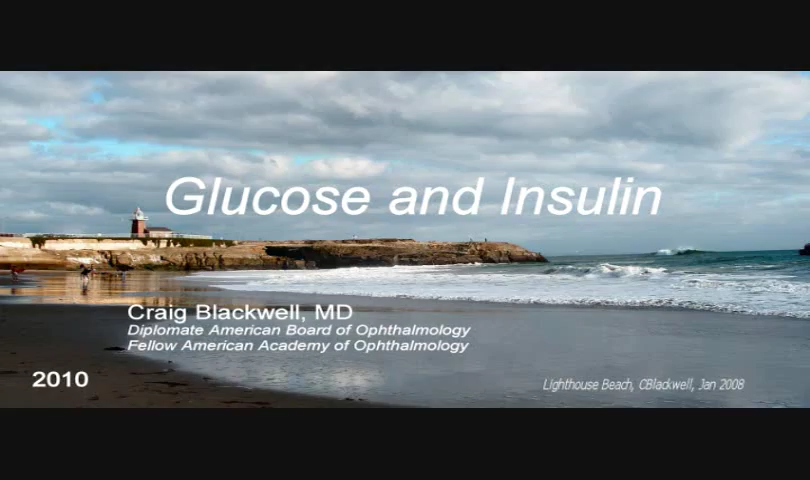 Glucose and Insulin
Craig Blackwell, MD
Diplomate American Board of Ophthalmology
Fellow American Academy of Ophthalmology
2010
Lighthouse Beach, CBlackwell, Jan 2008